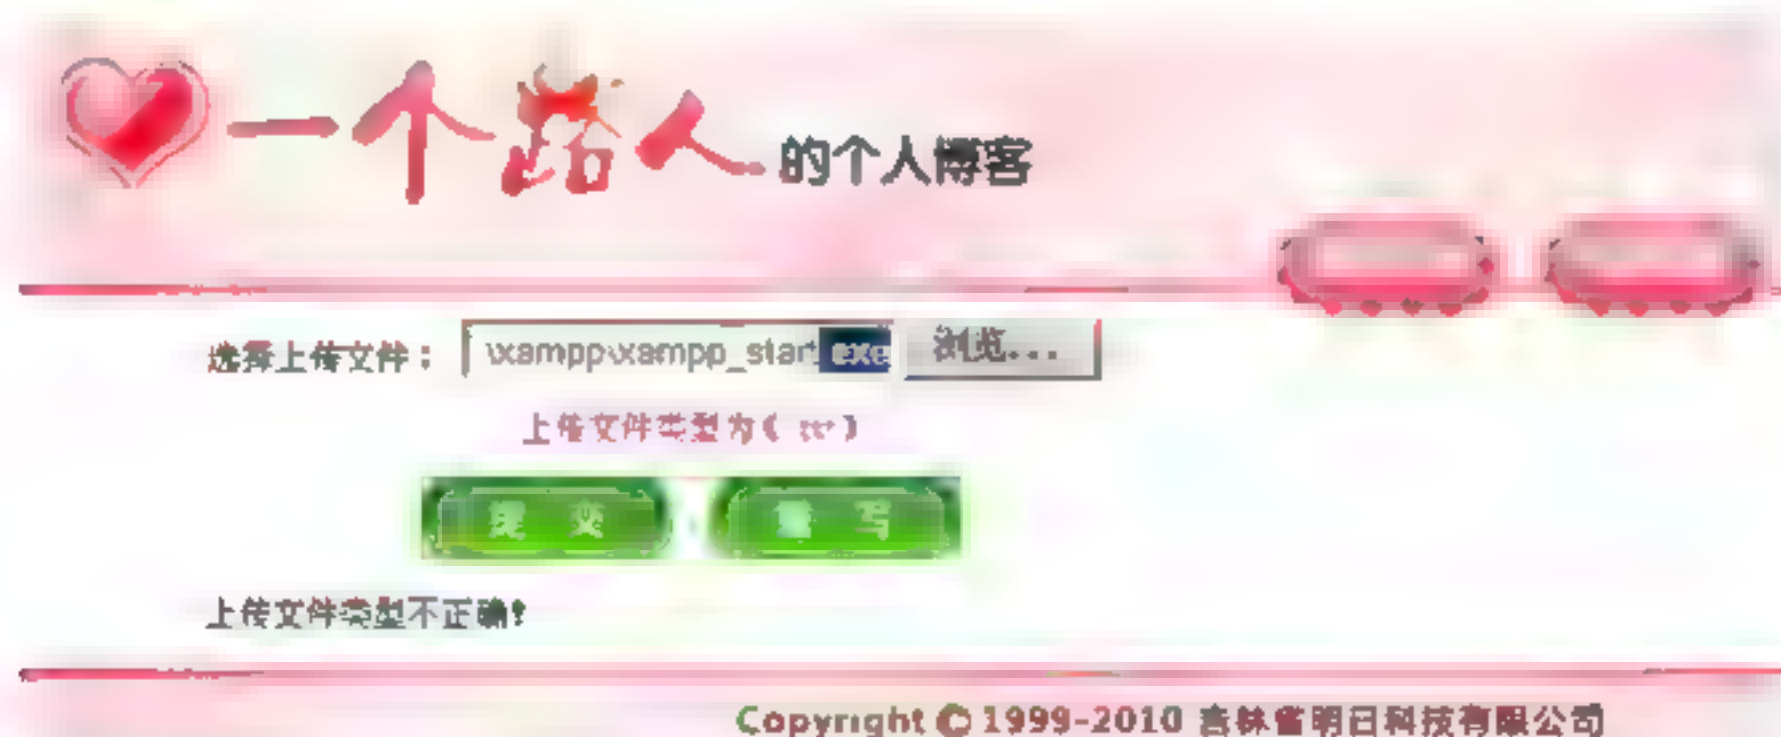 一个路人的个人博客
选择上传文件： \xampp\xampp_start.exe 浏览...
上传文件类型为( txt )
提 交 重 写
上传文件类型不正确!
Copyright © 1999-2010 吉林省明日科技有限公司